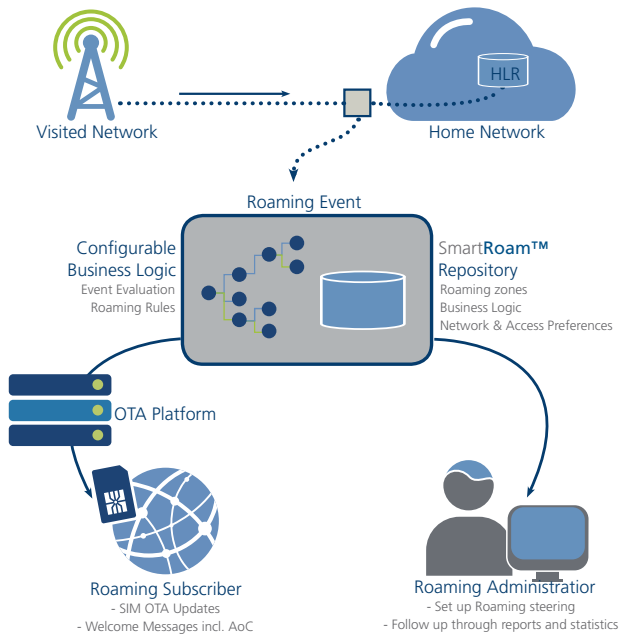 HLR
Visited Network
Home Network
Roaming Event
Configurable
Business Logic
Event Evaluation
Roaming Rules
SmartRoam™
Repository
Roaming zones
Business Logic
Network & Access Preferences
OTA Platform
Roaming Subscriber
- SIM OTA Updates
- Welcome Messages incl. AoC
Roaming Administratior
- Set up Roaming steering
- Follow up through reports and statistics